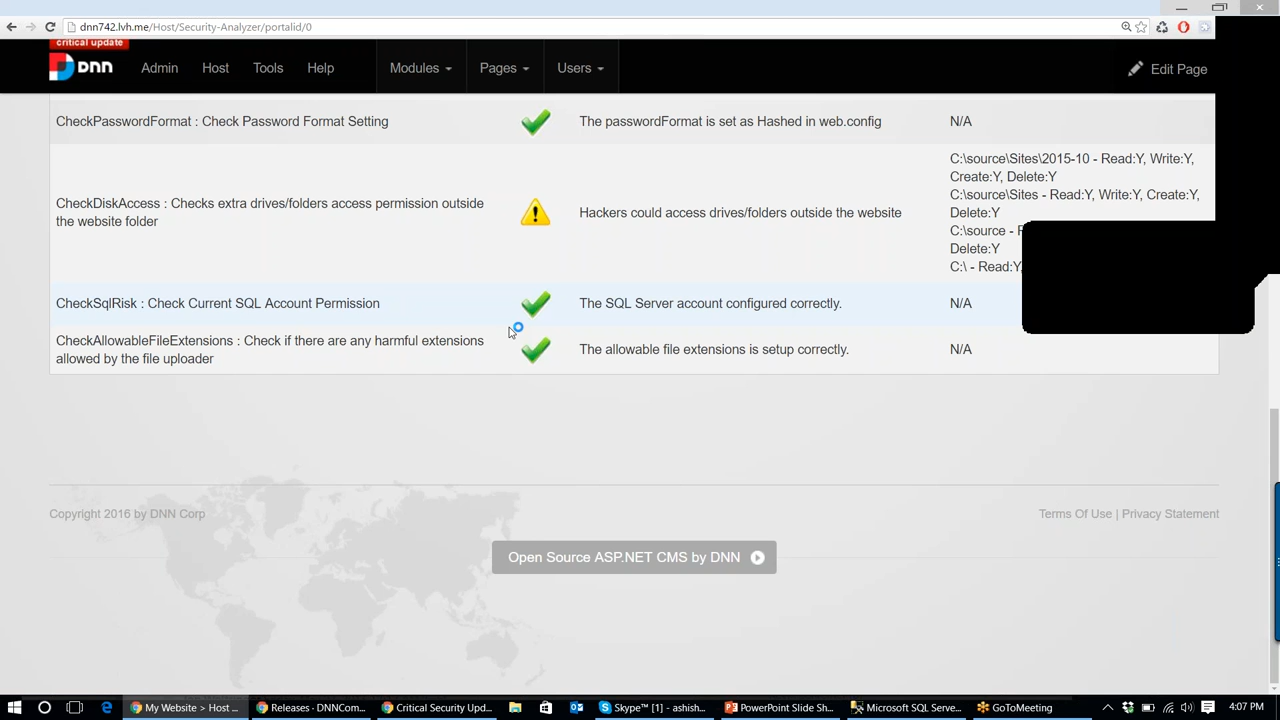 dnn742.lvh.me/Host/Security-Analyzer/portalid/0
critical update
DNN
Admin
Host
Tools
Help
Modules
Pages
Users
Edit Page
CheckPasswordFormat : Check Password Format Setting
The passwordFormat is set as Hashed in web.config
N/A
CheckDiskAccess : Checks extra drives/folders access permission outside
the website folder
Hackers could access drives/folders outside the website
C:\source\Sites\2015-10 - Read:Y, Write:Y,
Create:Y, Delete:Y
C:\source\Sites - Read:Y, Write:Y, Create:Y,
Delete:Y
C:\source -
Delete:Y
C:\ - Read:Y,
CheckSqlRisk : Check Current SQL Account Permission
The SQL Server account configured correctly.
N/A
CheckAllowableFileExtensions : Check if there are any harmful extensions
allowed by the file uploader
The allowable file extensions is setup correctly.
N/A
Copyright 2016 by DNN Corp
Terms Of Use | Privacy Statement
Open Source ASP.NET CMS by DNN
My Website > Host ...
Releases · DNNCom...
Critical Security Upd...
Skype™ [1] - ashish...
PowerPoint Slide Sh...
Microsoft SQL Serve...
GoToMeeting
4:07 PM